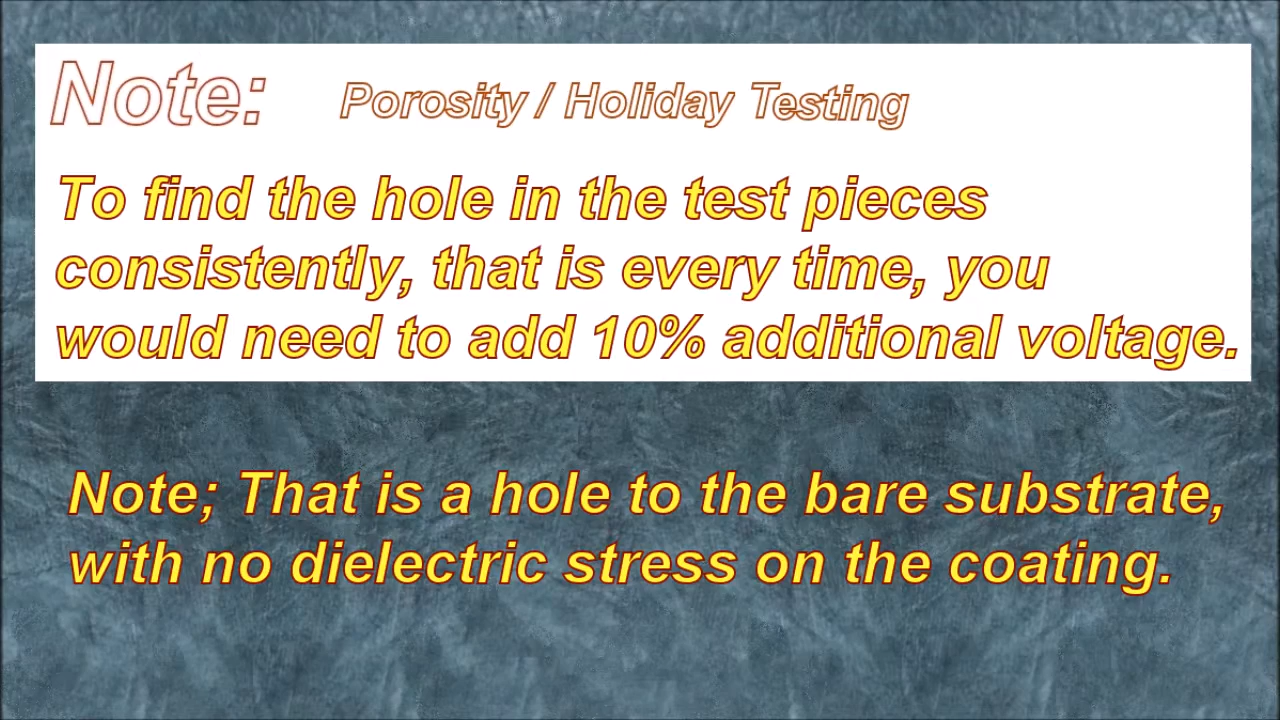 Note: Porosity / Holiday Testing
To find the hole in the test pieces
consistently, that is every time, you
would need to add 10% additional voltage.
Note; That is a hole to the bare substrate,
with no dielectric stress on the coating.